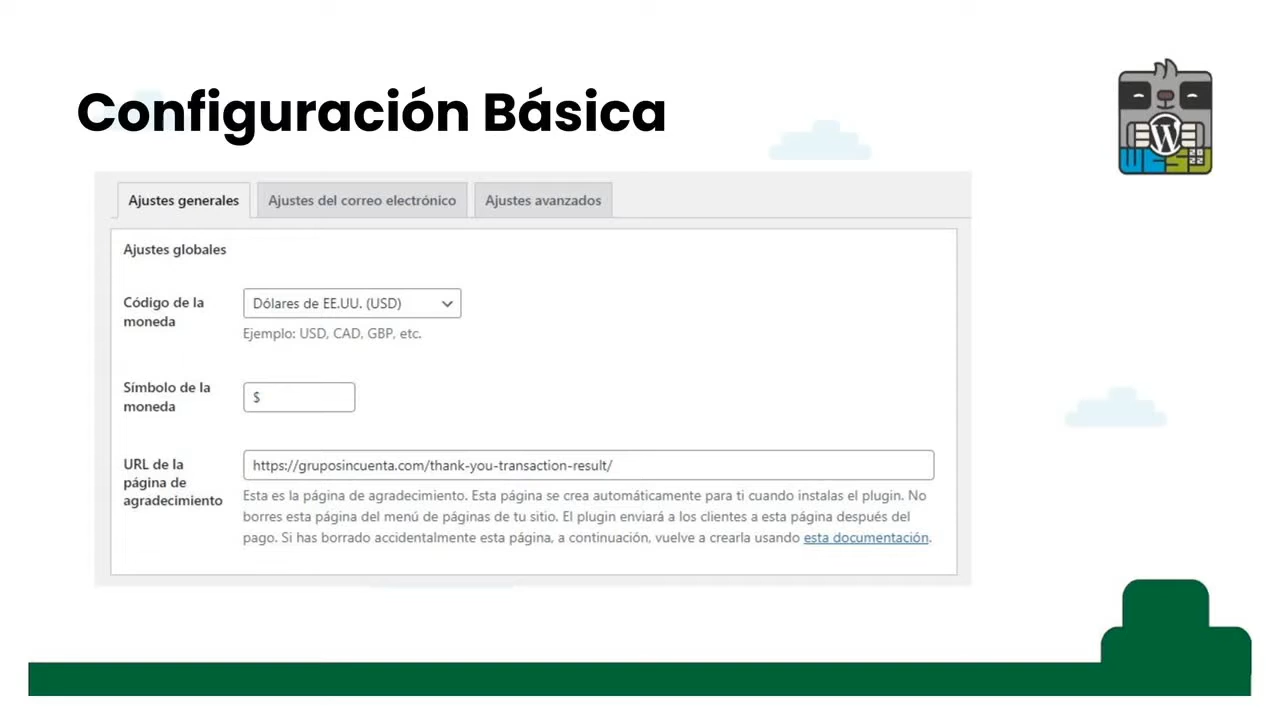 Configuración Básica
W
WESO
Ajustes generales
Ajustes del correo electrónico
Ajustes avanzados
Ajustes globales
Código de la
moneda
Dólares de EE.UU. (USD)
Ejemplo: USD, CAD, GBP, etc.
Símbolo de la
moneda
$
URL de la
página de
agradecimiento
https://gruposincuenta.com/thank-you-transaction-result/
Esta es la página de agradecimiento. Esta página se crea automáticamente para ti cuando instalas el plugin. No
borres esta página del menú de páginas de tu sitio. El plugin enviará a los clientes a esta página después del
pago. Si has borrado accidentalmente esta página, a continuación, vuelve a crearla usando esta documentación.